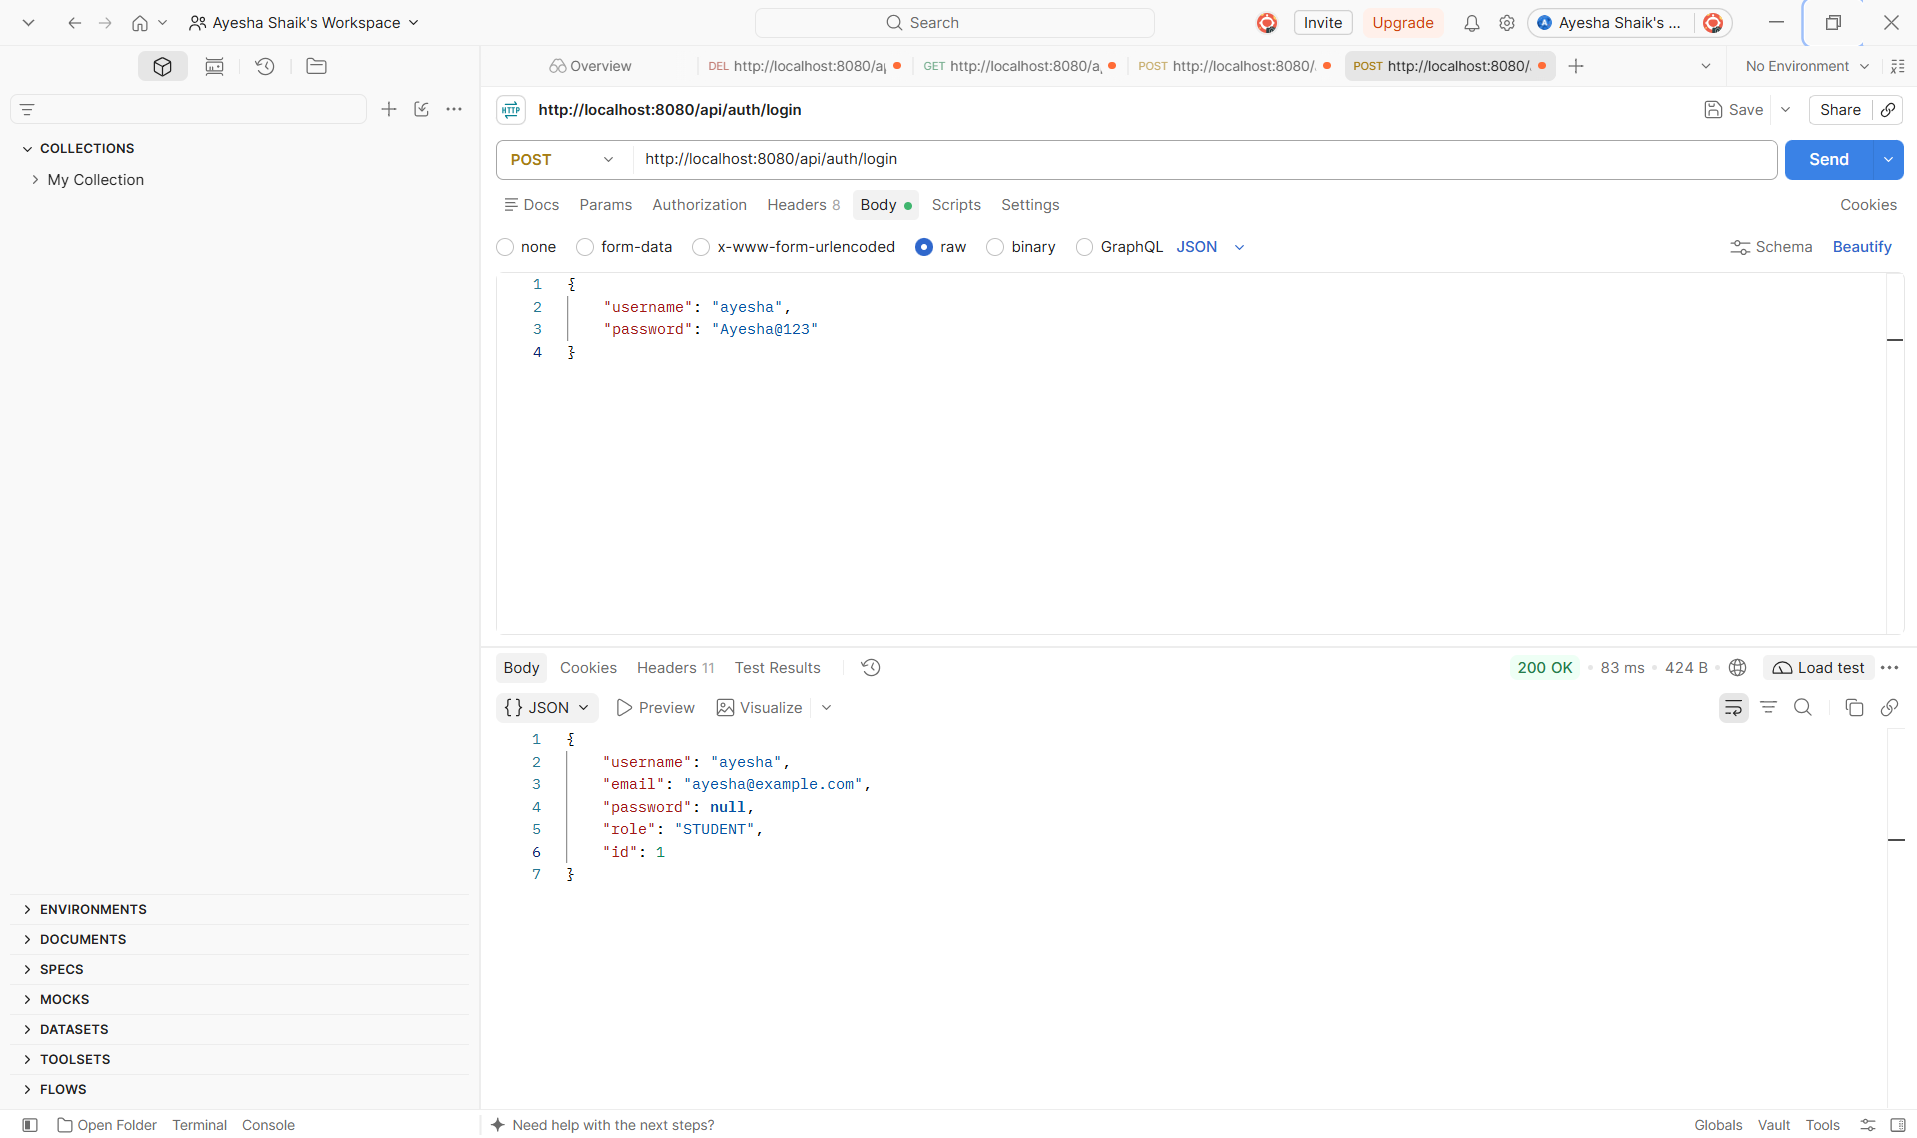 Ayesha Shaik's Workspace
Search
Invite
Upgrade
A
Ayesha Shaik's ...
Overview
DEL http://localhost:8080/a
GET http://localhost:8080/a
POST http://localhost:8080/
POST http://localhost:8080/
No Environment
HTTP http://localhost:8080/api/auth/login
Save
Share
COLLECTIONS
My Collection
POST
http://localhost:8080/api/auth/login
Send
Docs
Params
Authorization
Headers 8
Body
Scripts
Settings
Cookies
none
form-data
x-www-form-urlencoded
raw
binary
GraphQL
JSON
Schema
Beautify
1 {
2 "username": "ayesha",
3 "password": "Ayesha@123"
4 }
Body
Cookies
Headers 11
Test Results
200 OK
83 ms
424 B
Load test
{} JSON
Preview
Visualize
1 {
2 "username": "ayesha",
3 "email": "ayesha@example.com",
4 "password": null,
5 "role": "STUDENT",
6 "id": 1
7 }
ENVIRONMENTS
DOCUMENTS
SPECS
MOCKS
DATASETS
TOOLSETS
FLOWS
Open Folder
Terminal
Console
Need help with the next steps?
Globals
Vault
Tools